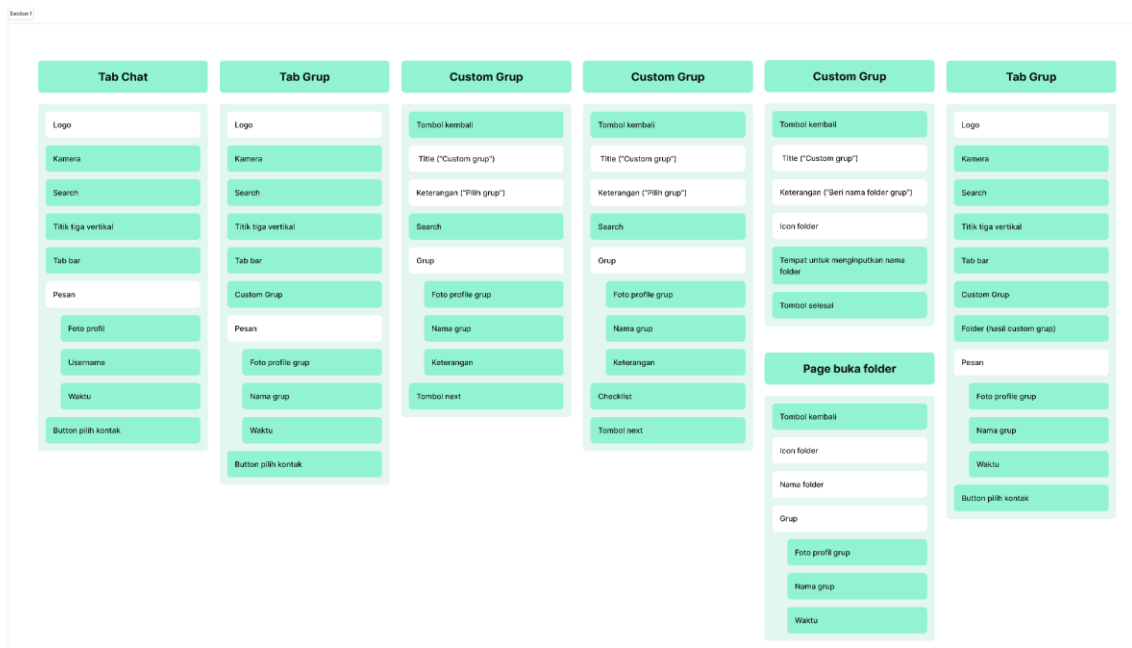 Section 1
Tab Chat
Logo
Kamera
Search
Titik tiga vertikal
Tab bar
Pesan
Foto profil
Username
Waktu
Button pilih kontak
Tab Grup
Logo
Kamera
Search
Titik tiga vertikal
Tab bar
Custom Grup
Pesan
Foto profile grup
Nama grup
Waktu
Button pilih kontak
Custom Grup
Tombol kembali
Title ("Custom grup")
Keterangan ("Pilih grup")
Search
Grup
Foto profile grup
Nama grup
Keterangan
Tombol next
Custom Grup
Tombol kembali
Title ("Custom grup")
Keterangan ("Pilih grup")
Search
Grup
Foto profile grup
Nama grup
Keterangan
Checklist
Tombol next
Custom Grup
Tombol kembali
Title ("Custom grup")
Keterangan ("Beri nama folder grup")
Icon folder
Tempat untuk menginputkan nama
folder
Tombol selesai
Page buka folder
Tombol kembali
Icon folder
Nama folder
Grup
Foto profil grup
Nama grup
Waktu
Tab Grup
Logo
Kamera
Search
Titik tiga vertikal
Tab bar
Custom Grup
Folder (hasil custom grup)
Pesan
Foto profile grup
Nama grup
Waktu
Button pilih kontak